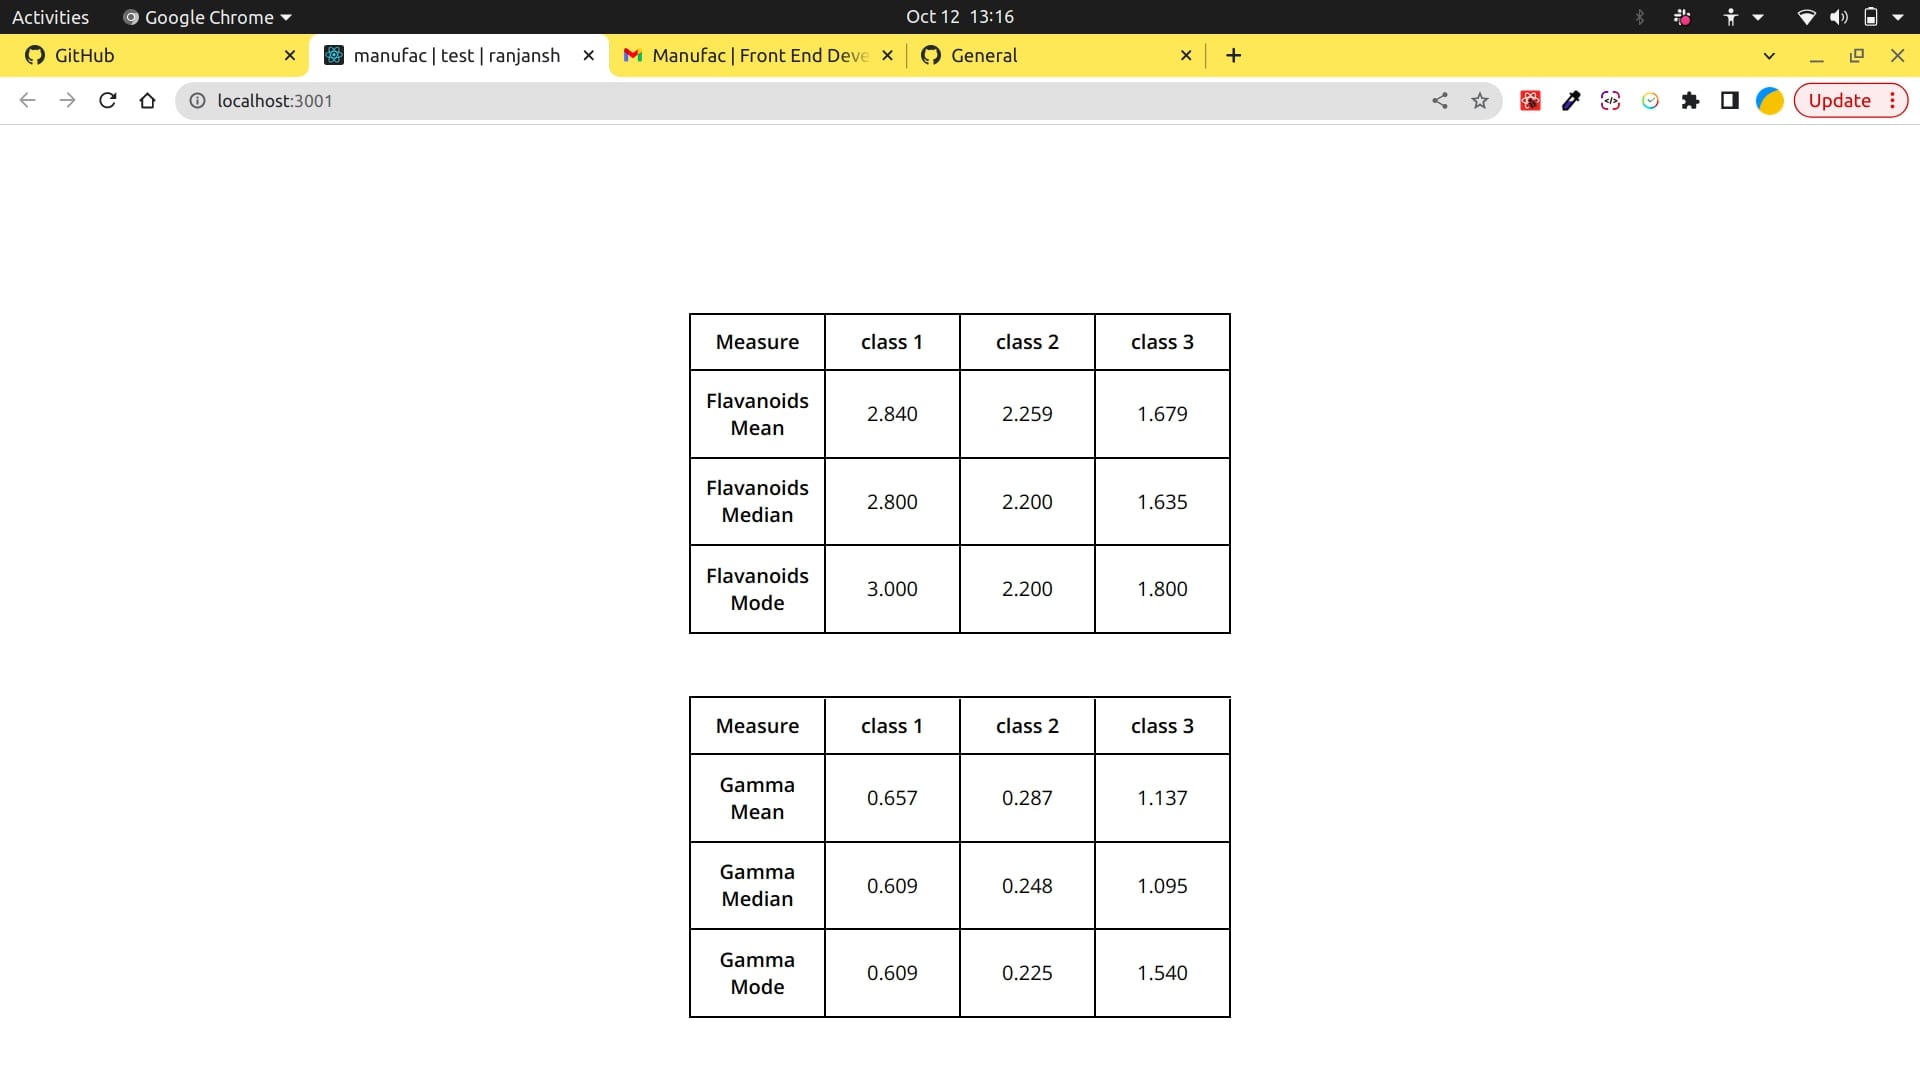 Activities Google Chrome Oct 12 13:16
GitHub manufac | test | ranjansh Manufac | Front End Deve General
localhost:3001 Update
Measure class 1 class 2 class 3
Flavanoids
Mean 2.840 2.259 1.679
Flavanoids
Median 2.800 2.200 1.635
Flavanoids
Mode 3.000 2.200 1.800
Measure class 1 class 2 class 3
Gamma
Mean 0.657 0.287 1.137
Gamma
Median 0.609 0.248 1.095
Gamma
Mode 0.609 0.225 1.540